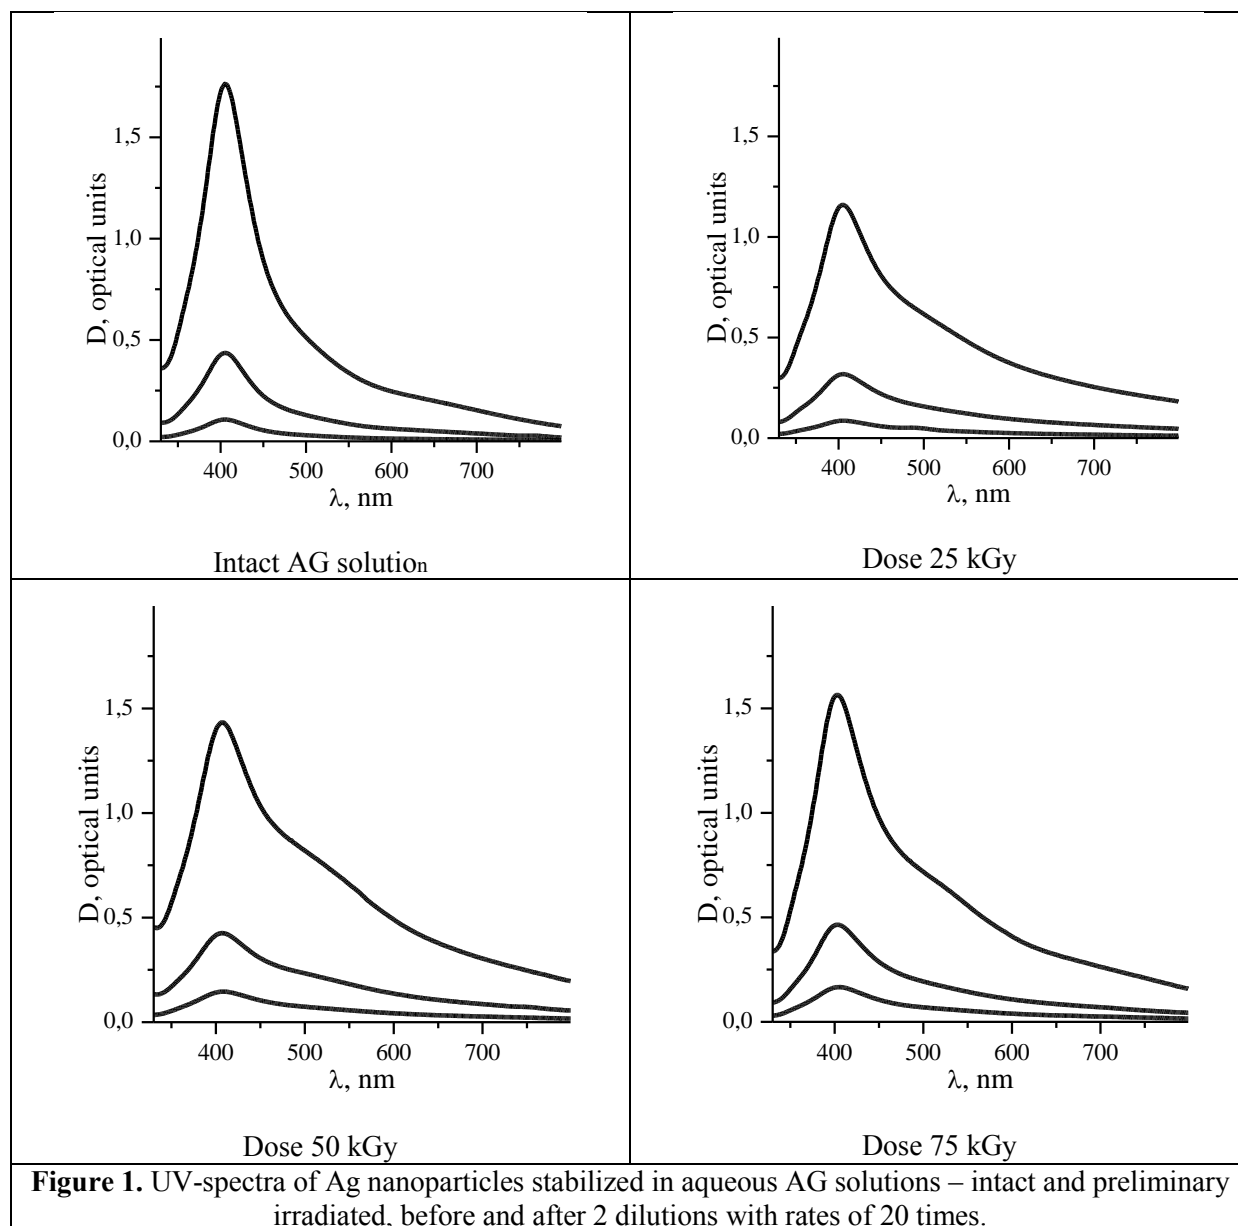 1,5
1,0
0,5
0,0
D, optical units
400 500 600 700
λ, nm
Intact AG solution
1,5
1,0
0,5
0,0
D, optical units
400 500 600 700
λ, nm
Dose 25 kGy
1,5
1,0
0,5
0,0
D, optical units
400 500 600 700
λ, nm
Dose 50 kGy
1,5
1,0
0,5
0,0
D, optical units
400 500 600 700
λ, nm
Dose 75 kGy
Figure 1. UV-spectra of Ag nanoparticles stabilized in aqueous AG solutions – intact and preliminary
irradiated, before and after 2 dilutions with rates of 20 times.